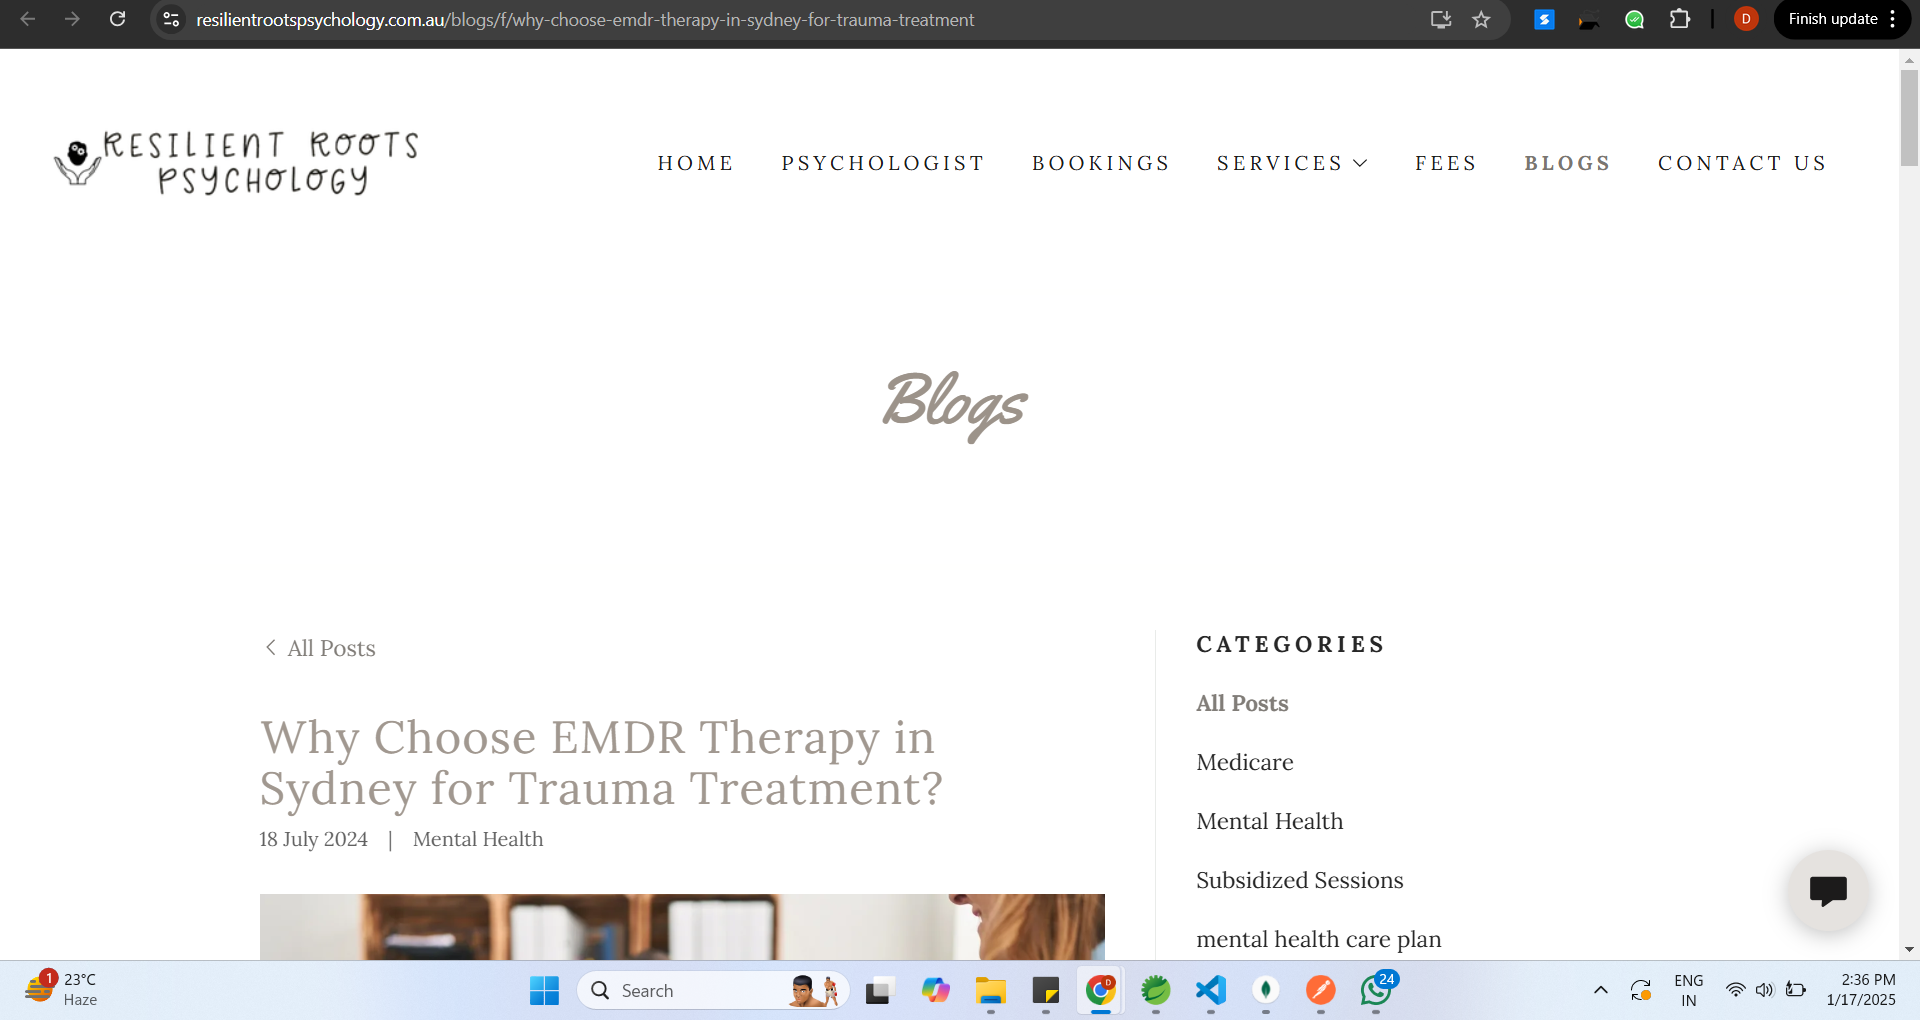 resilientrootspsychology.com.au/blogs/f/why-choose-emdr-therapy-in-sydney-for-trauma-treatment
D
Finish update
RESILIENT ROOTS
PSYCHOLOGY
HOME
PSYCHOLOGIST
BOOKINGS
SERVICES
FEES
BLOGS
CONTACT US
Blogs
All Posts
Why Choose EMDR Therapy in
Sydney for Trauma Treatment?
18 July 2024 | Mental Health
CATEGORIES
All Posts
Medicare
Mental Health
Subsidized Sessions
mental health care plan
1
23°C
Haze
Search
D
24
ENG
IN
2:36 PM
1/17/2025